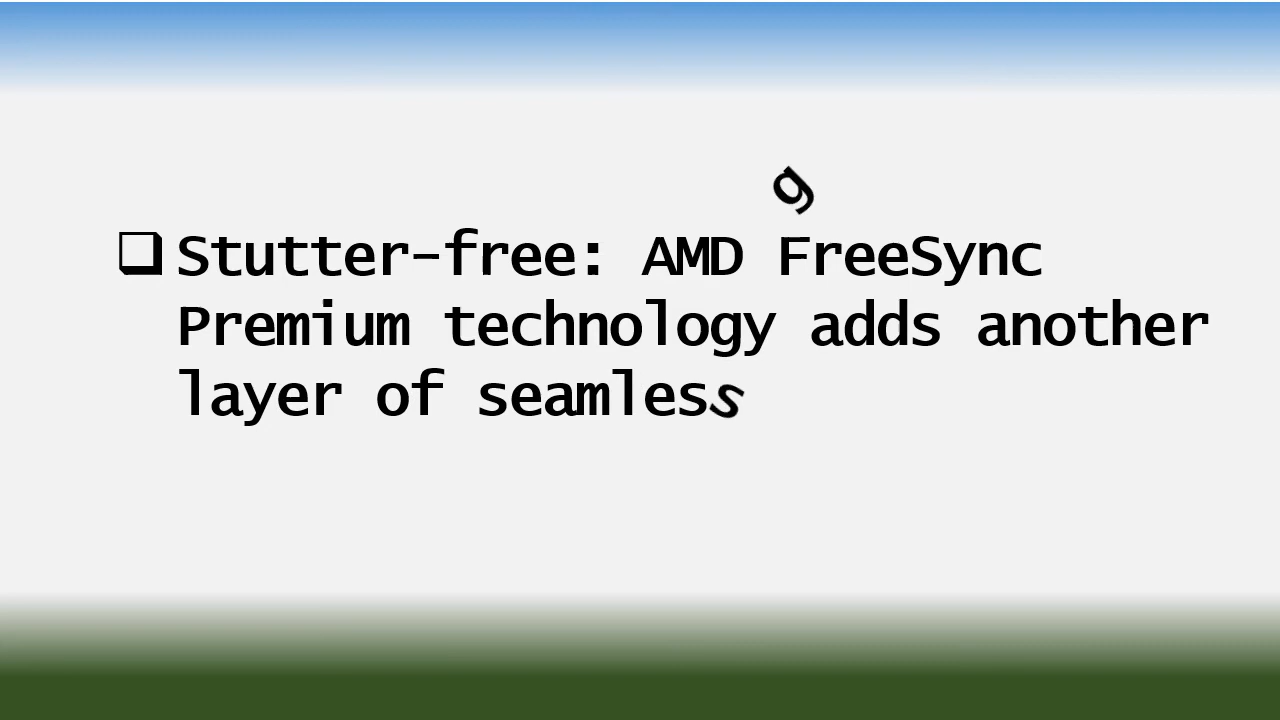 g
❑ Stutter-free: AMD FreeSync
Premium technology adds another
layer of seamless